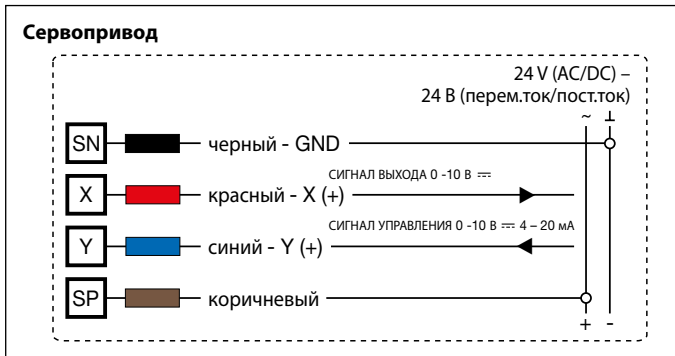 Сервопривод
24 V (AC/DC) –
24 В (перем.ток/пост.ток)
~ ⊥
SN черный - GND
СИГНАЛ ВЫХОДА 0 -10 В ⎓
X красный - X (+)
СИГНАЛ УПРАВЛЕНИЯ 0 -10 В ⎓ 4 – 20 мА
Y синий - Y (+)
SP коричневый
+ -